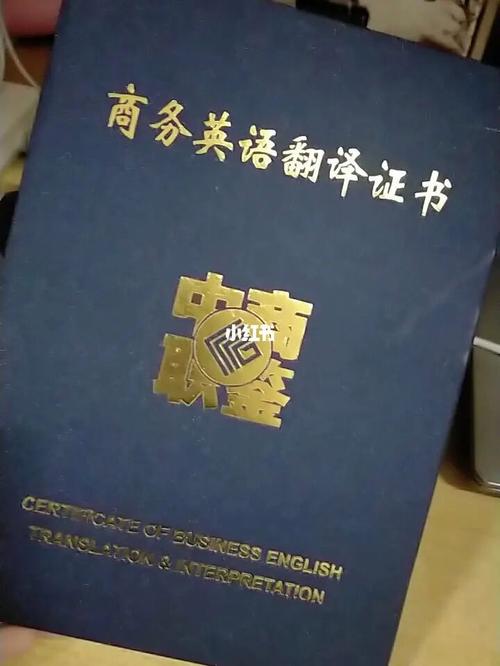 商务英语翻译证书
中商
小红书
职鉴
CERTIFICATE OF BUSINESS ENGLISH
TRANSLATION & INTERPRETATION